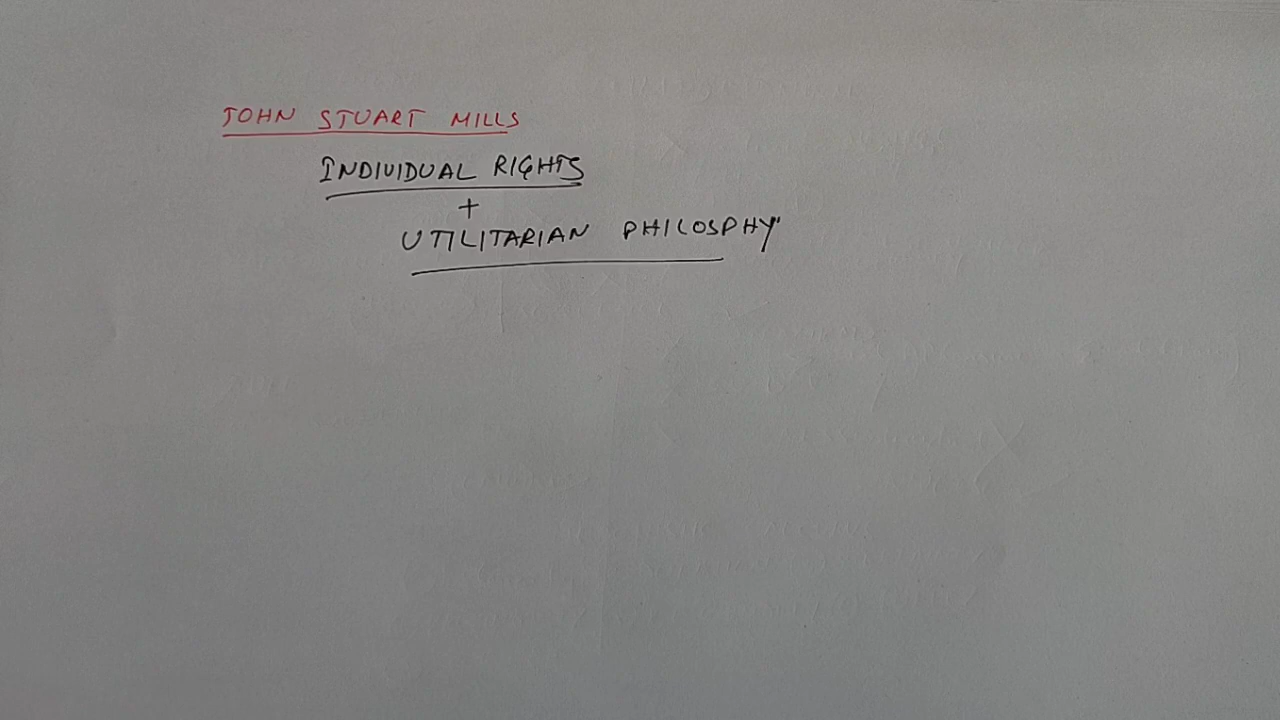 JOHN STUART MILLS
INDIVIDUAL RIGHTS
+
UTILITARIAN PHILOSPHY